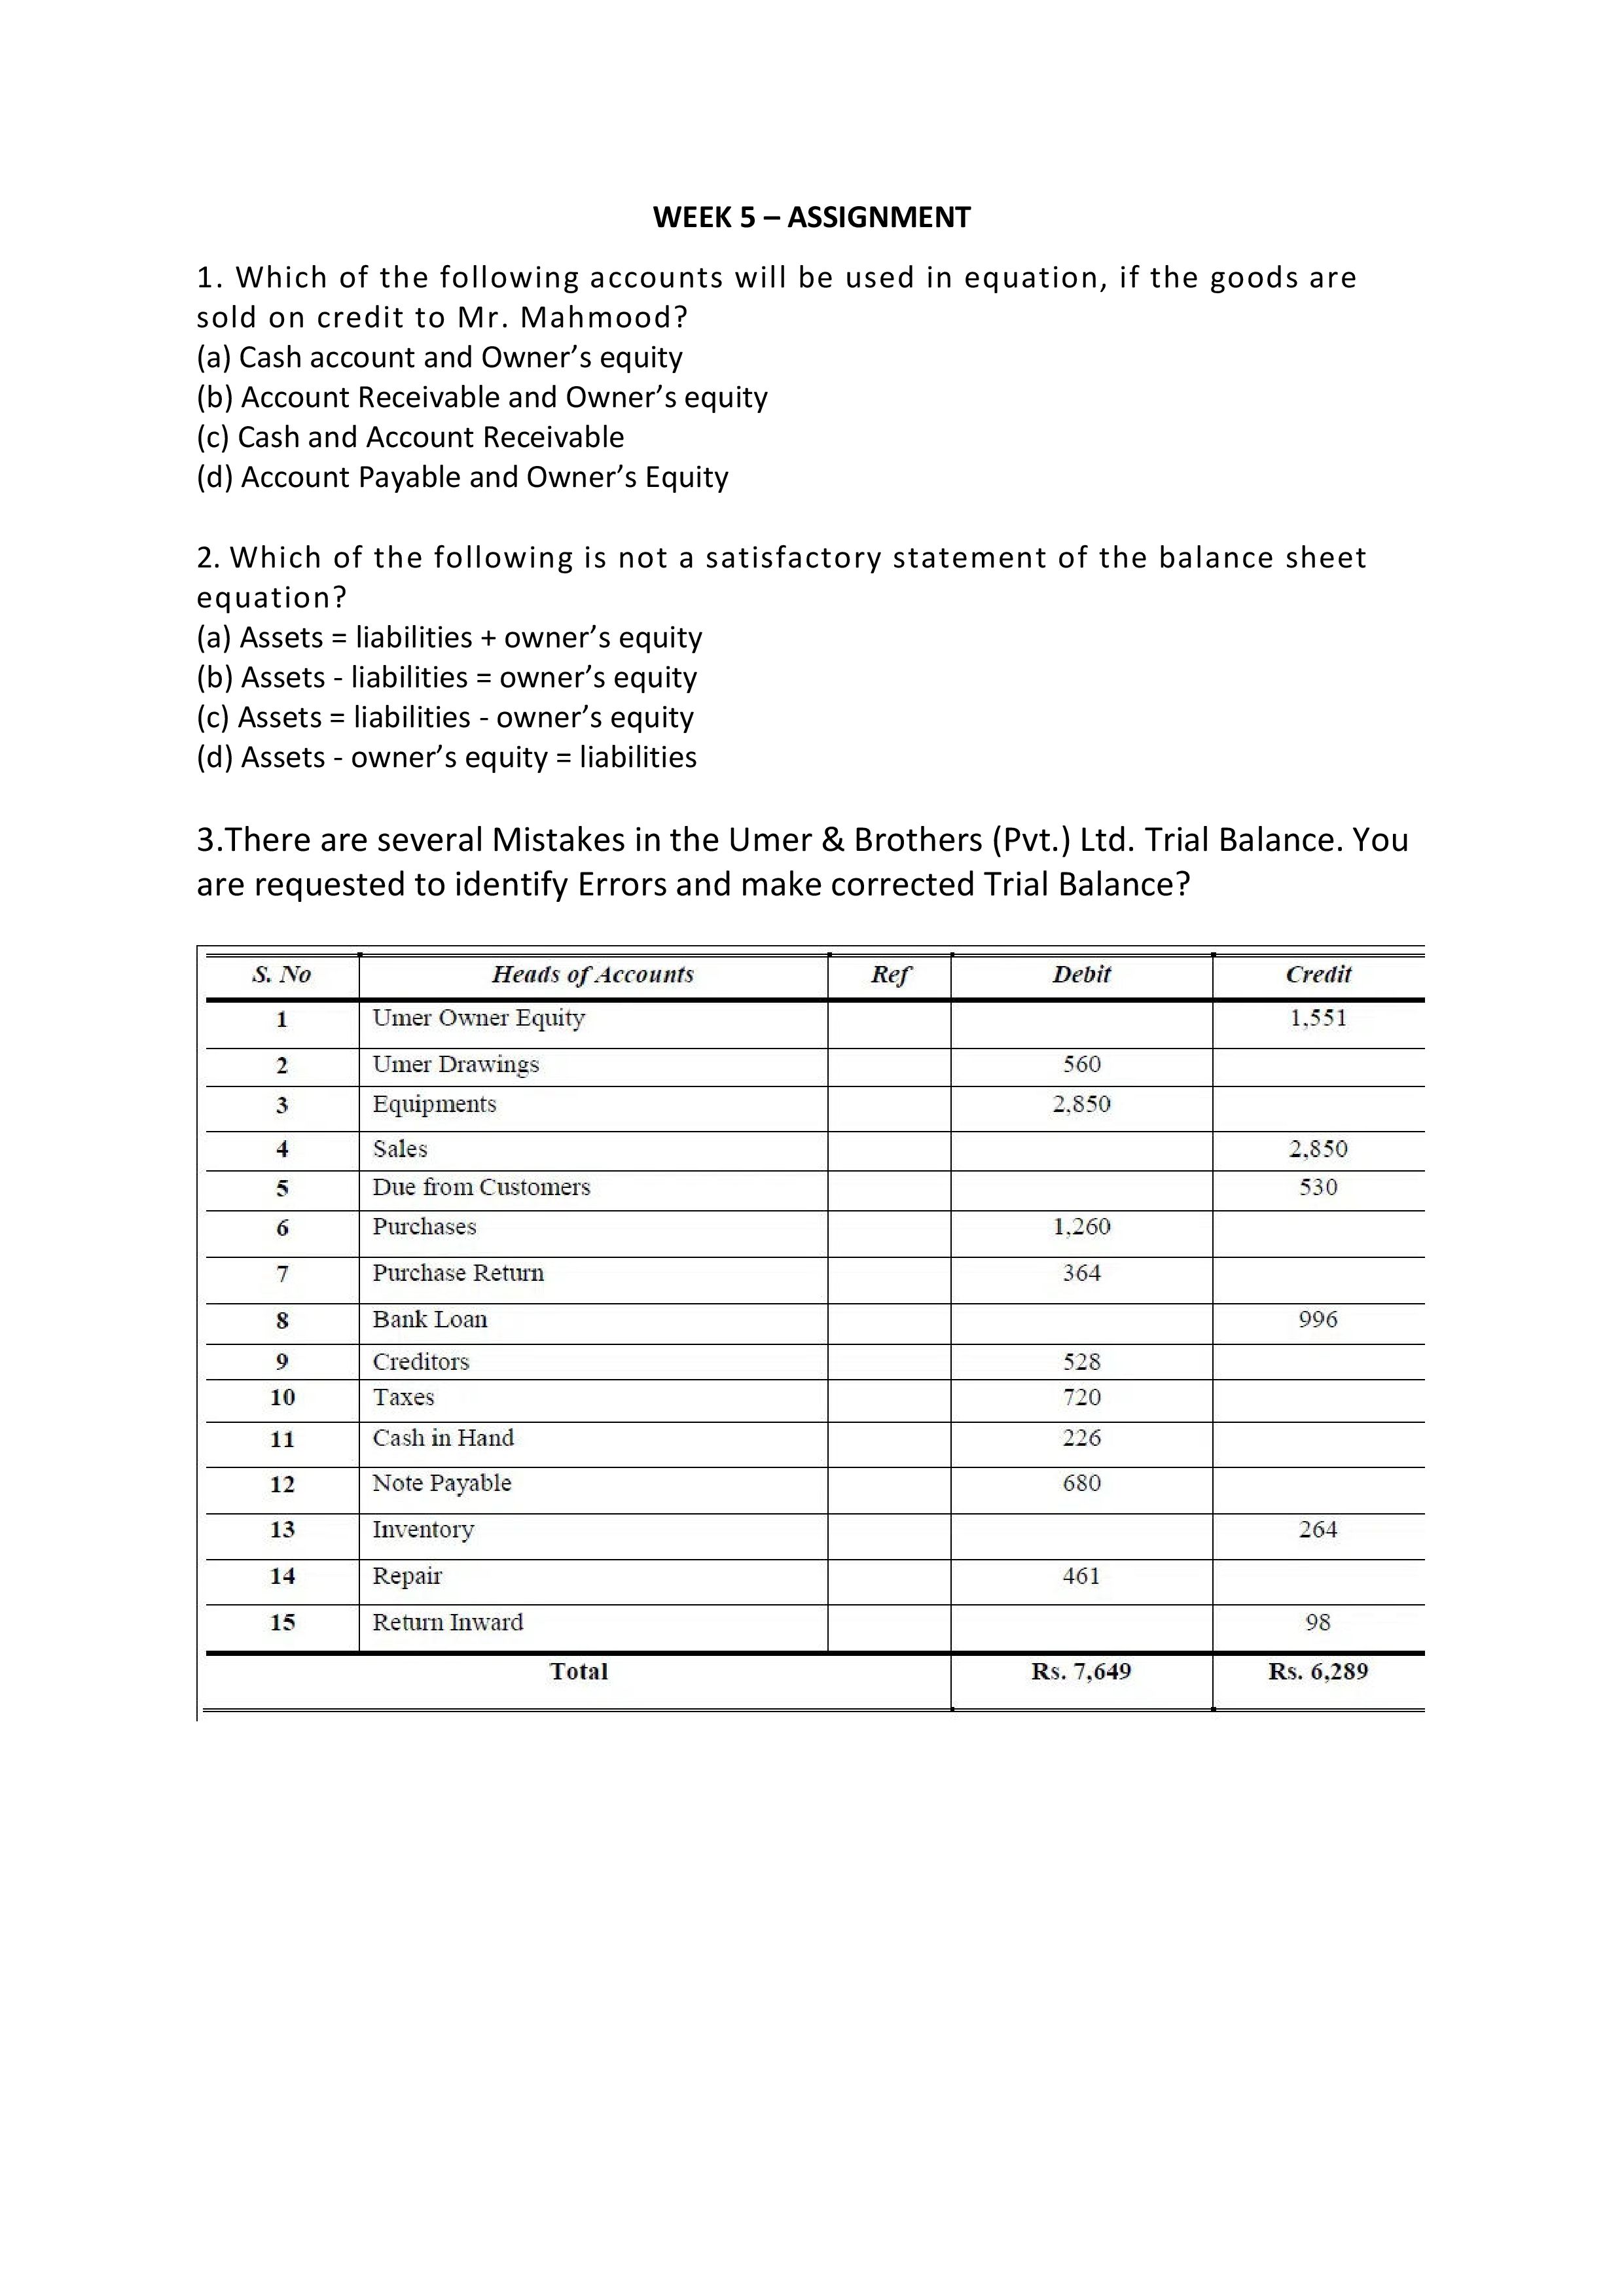 WEEK 5 – ASSIGNMENT
1. Which of the following accounts will be used in equation, if the goods are
sold on credit to Mr. Mahmood?
(a) Cash account and Owner’s equity
(b) Account Receivable and Owner’s equity
(c) Cash and Account Receivable
(d) Account Payable and Owner’s Equity
2. Which of the following is not a satisfactory statement of the balance sheet
equation?
(a) Assets = liabilities + owner’s equity
(b) Assets - liabilities = owner’s equity
(c) Assets = liabilities - owner’s equity
(d) Assets - owner’s equity = liabilities
3.There are several Mistakes in the Umer & Brothers (Pvt.) Ltd. Trial Balance. You
are requested to identify Errors and make corrected Trial Balance?
S. No Heads of Accounts Ref Debit Credit
1 Umer Owner Equity 1,551
2 Umer Drawings 560
3 Equipments 2,850
4 Sales 2,850
5 Due from Customers 530
6 Purchases 1,260
7 Purchase Return 364
8 Bank Loan 996
9 Creditors 528
10 Taxes 720
11 Cash in Hand 226
12 Note Payable 680
13 Inventory 264
14 Repair 461
15 Return Inward 98
Total Rs. 7,649 Rs. 6,289